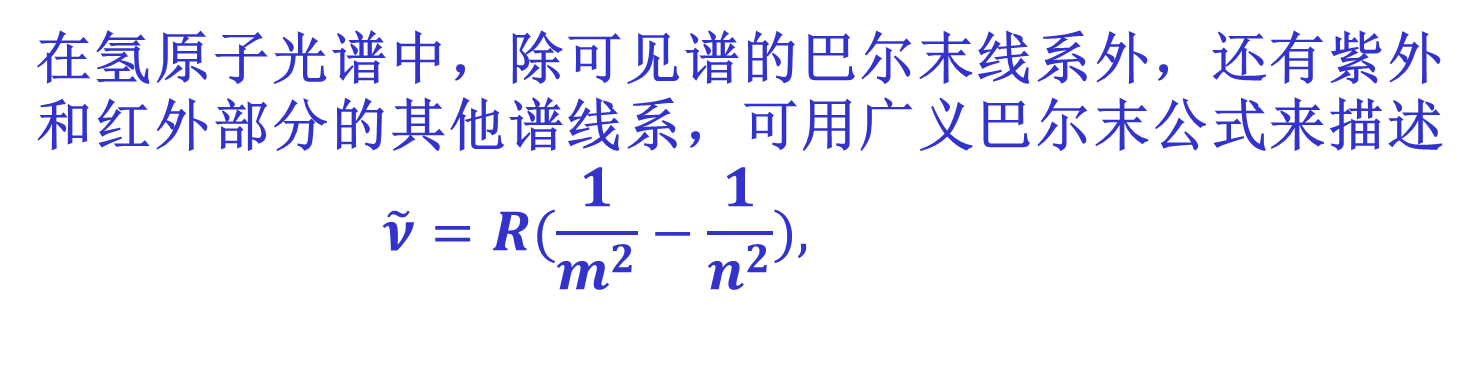 在氢原子光谱中，除可见谱的巴尔末线系外，还有紫外
和红外部分的其他谱线系，可用广义巴尔末公式来描述
ν̃ = R(1/m² − 1/n²),